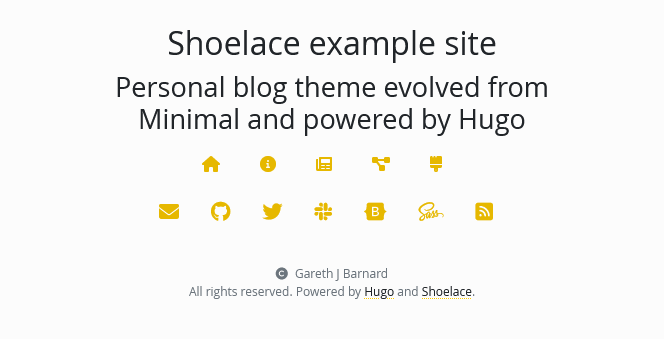 Shoelace example site
Personal blog theme evolved from
Minimal and powered by Hugo
B
Sass
© Gareth J Barnard
All rights reserved. Powered by Hugo and Shoelace.